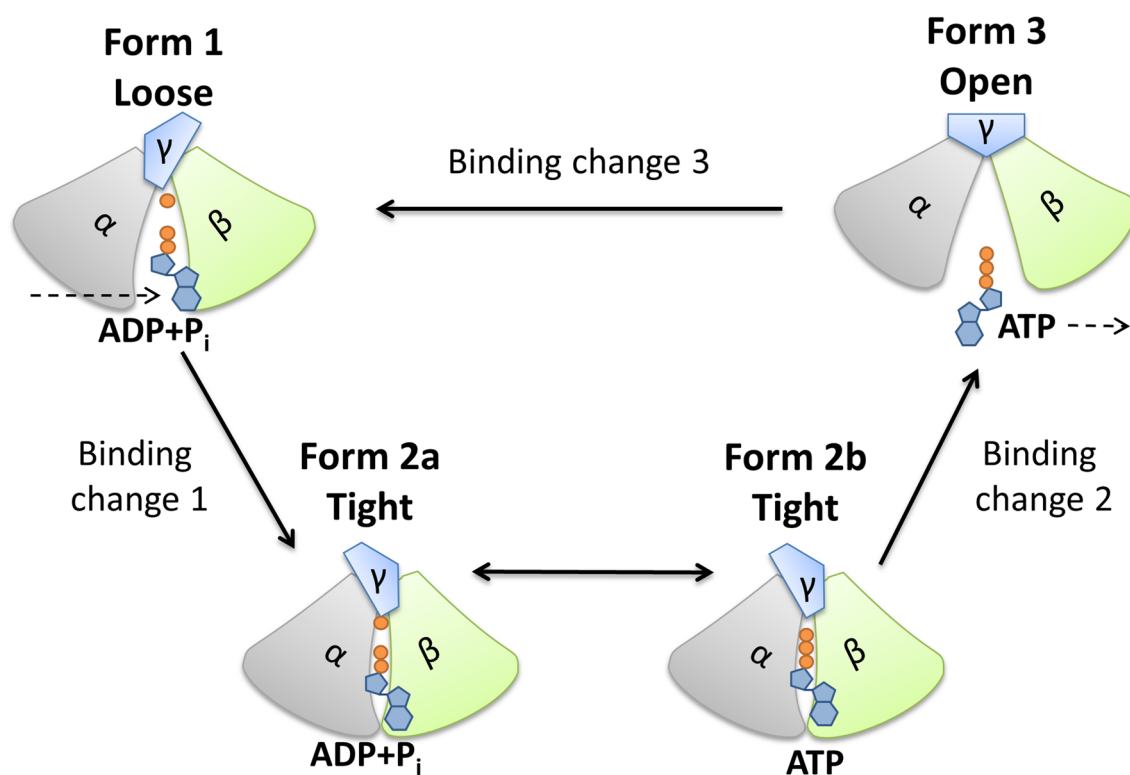 Form 1
Loose
γ
α
β
ADP+Pi
Binding change 3
Form 3
Open
γ
α
β
ATP
Binding
change 1
Form 2a
Tight
γ
α
β
ADP+Pi
Form 2b
Tight
γ
α
β
ATP
Binding
change 2